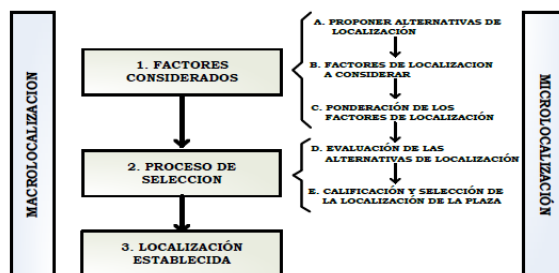 MACROLOCALIZACION
1. FACTORES
CONSIDERADOS
2. PROCESO DE
SELECCION
3. LOCALIZACIÓN
ESTABLECIDA
A. PROPONER ALTERNATIVAS DE
LOCALIZACIÓN
B. FACTORES DE LOCALIZACION
A CONSIDERAR
C. PONDERACIÓN DE LOS
FACTORES DE LOCALIZACIÓN
D. EVALUACIÓN DE LAS
ALTERNATIVAS DE LOCALIZACIÓN
E. CALIFICACIÓN Y SELECCIÓN DE
LA LOCALIZACIÓN DE LA PLAZA
MICROLOCALIZACIÓN